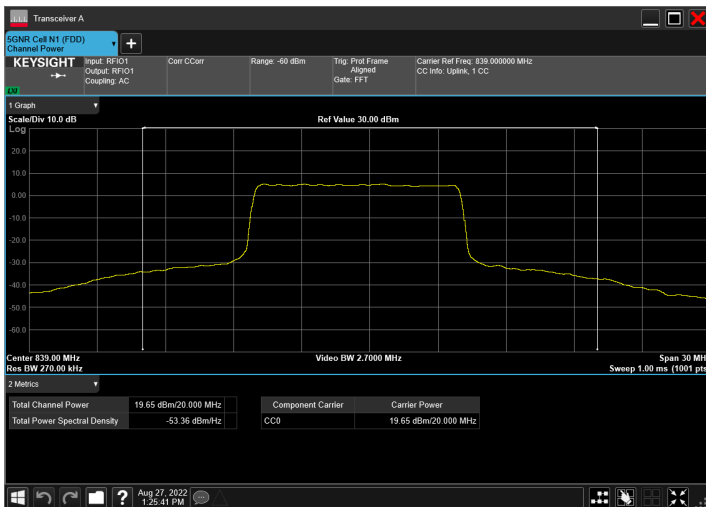 Transceiver A
5GNR Cell N1 (FDD)
Channel Power
KEYSIGHT
LXI
Input: RFIO1
Output: RFIO1
Coupling: AC
Corr CCorr
Range: -60 dBm
Trig: Prot Frame
Aligned
Gate: FFT
Carrier Ref Freq: 839.000000 MHz
CC Info: Uplink, 1 CC
1 Graph
Scale/Div 10.0 dB
Ref Value 30.00 dBm
Log
20.0
10.0
0.00
-10.0
-20.0
-30.0
-40.0
-50.0
-60.0
Center 839.00 MHz
Video BW 2.7000 MHz
Span 30 MH
Res BW 270.00 kHz
Sweep 1.00 ms (1001 pts
2 Metrics
Total Channel Power 19.65 dBm/20.000 MHz
Total Power Spectral Density -53.36 dBm/Hz
Component Carrier Carrier Power
CC0 19.65 dBm/20.000 MHz
Aug 27, 2022
1:25:41 PM